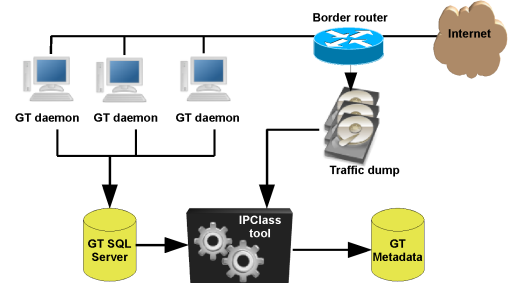 Border router
Internet
GT daemon
GT daemon
GT daemon
Traffic dump
GT SQL
Server
IPClass
tool
GT
Metadata